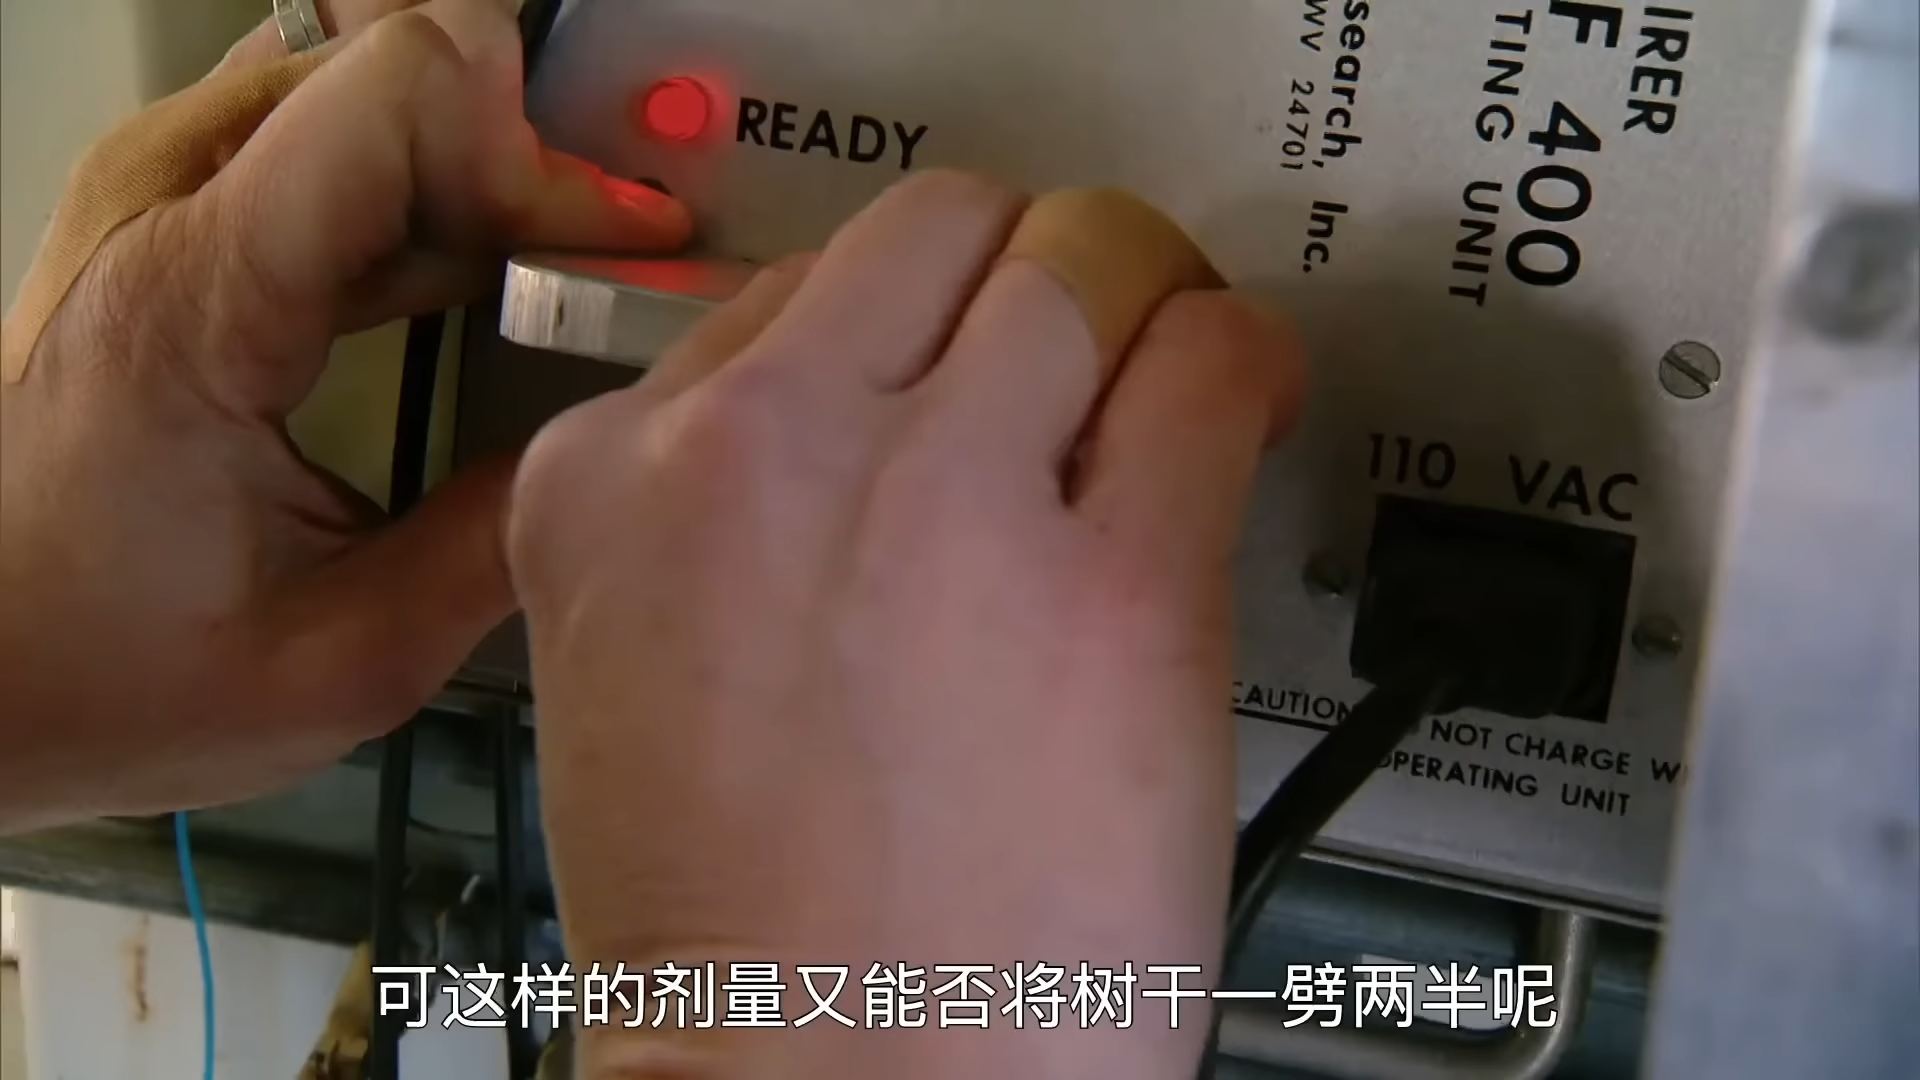 READY
IRER
F 400
TING UNIT
search, Inc.
WV 24701
110 VAC
CAUTION NOT CHARGE
OPERATING UNIT
可这样的剂量又能否将树干一劈两半呢